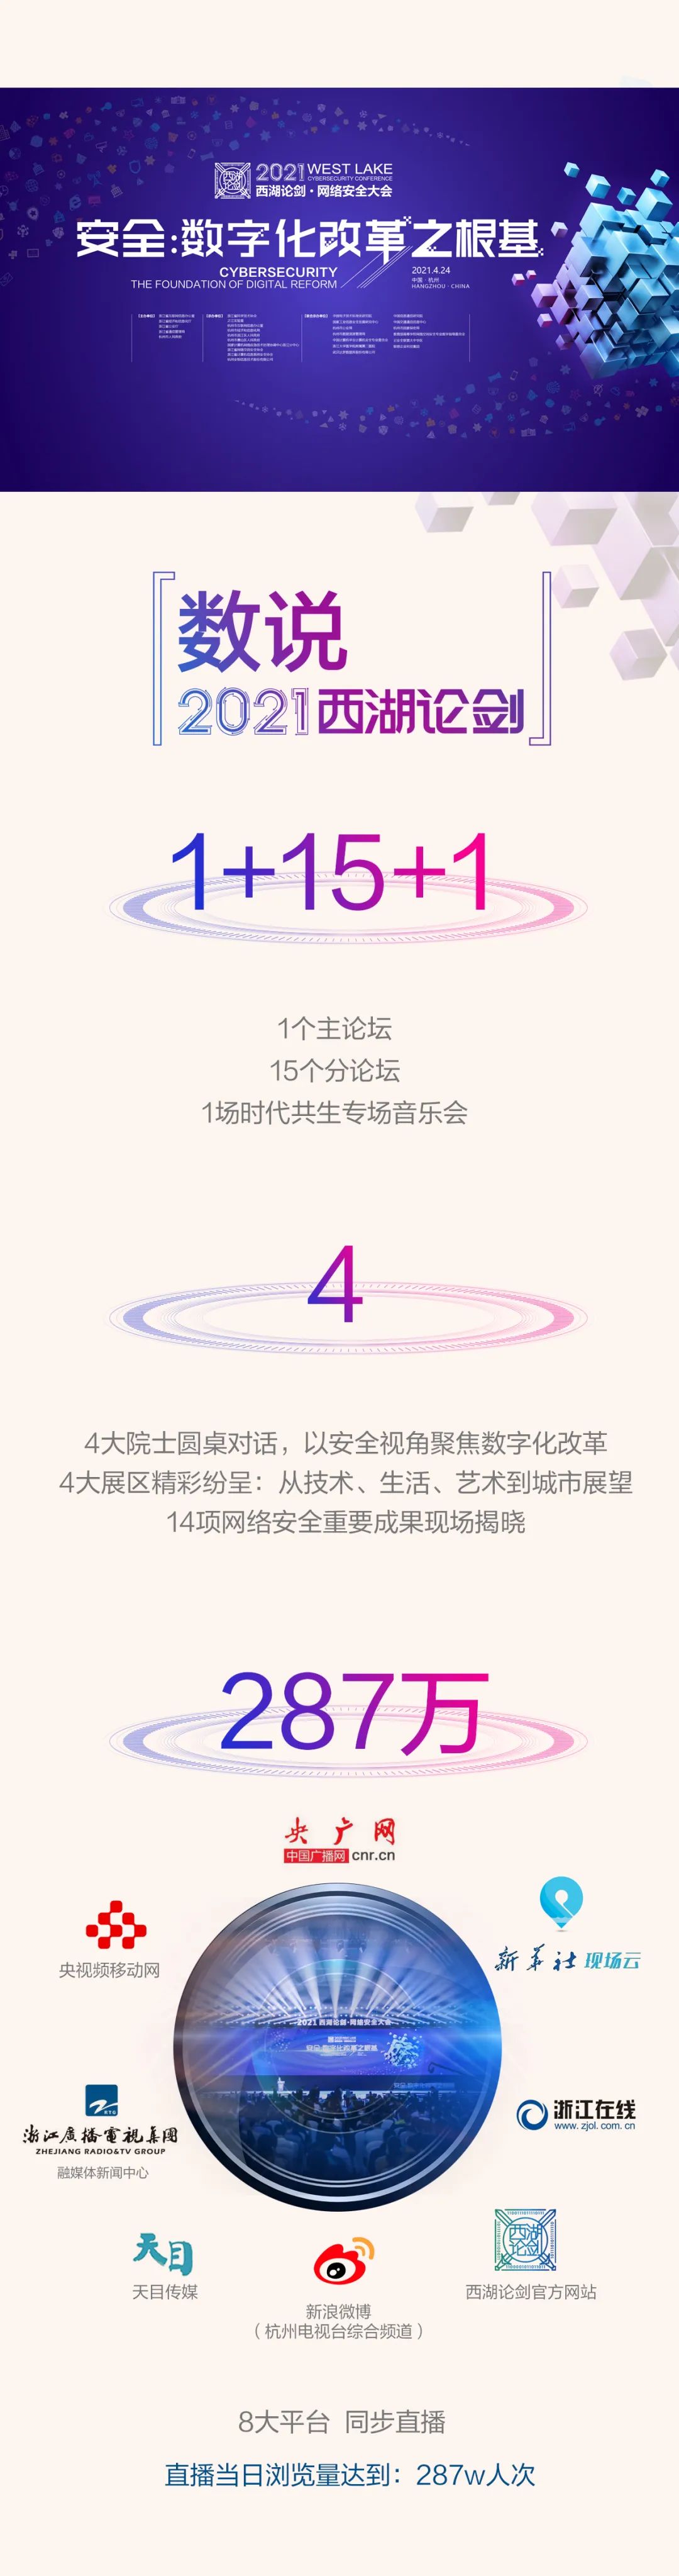 2021 WEST LAKE
CYBERSECURITY CONFERENCE
西湖论剑·网络安全大会
安全:数字化改革之根基
CYBERSECURITY
THE FOUNDATION OF DIGITAL REFORM
2021.4.24
中国·杭州
HANGZHOU·CHINA
数说
2021西湖论剑
1+15+1
1个主论坛
15个分论坛
1场时代共生专场音乐会
4
4大院士圆桌对话，以安全视角聚焦数字化改革
4大展区精彩纷呈：从技术、生活、艺术到城市展望
14项网络安全重要成果现场揭晓
287万
央广网
中国广播网 cnr.cn
央视频移动网
新华社 现场云
2021 西湖论剑·网络安全大会
安全:数字化改革之根基
浙江在线
www.zjol.com.cn
浙江廣播電視集團
ZHEJIANG RADIO&TV GROUP
融媒体新闻中心
西湖论剑
天目
天目传媒
西湖论剑官方网站
新浪微博
（杭州电视台综合频道）
8大平台 同步直播
直播当日浏览量达到：287w人次